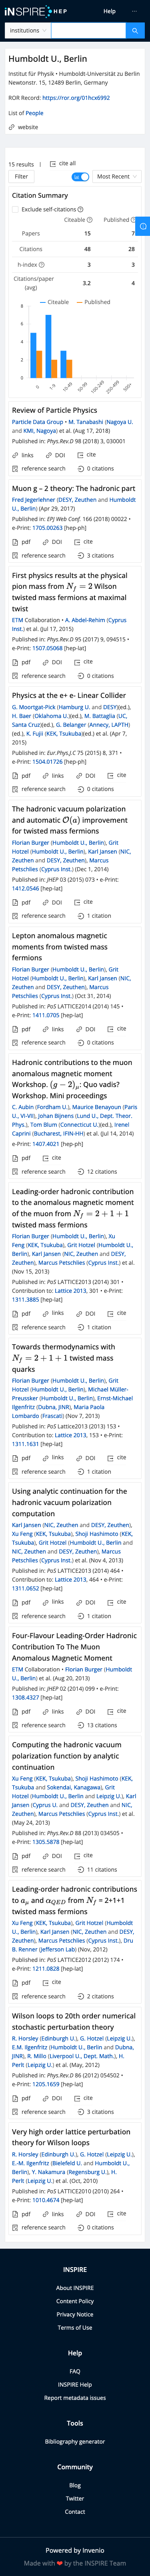 iNSPIRE HEP
Help
institutions
Humboldt U., Berlin
Institut für Physik • Humboldt-Universität zu Berlin
Newtonstr. 15, 12489 Berlin, Germany
ROR Record: https://ror.org/01hcx6992
List of People
website
15 results | cite all
Filter
Most Recent
Citation Summary
Exclude self-citations
Citeable Published
Papers 15 7
Citations 48 28
h-index 3 3
Citations/paper (avg) 3.2 4
Citeable Published
8
6
4
2
0
0
1-9
10-49
50-99
100-249
250-499
500+
Review of Particle Physics
Particle Data Group • M. Tanabashi (Nagoya U. and KMI, Nagoya) et al. (Aug 17, 2018)
Published in: Phys.Rev.D 98 (2018) 3, 030001
links DOI cite
reference search 0 citations
Muon g – 2 theory: The hadronic part
Fred Jegerlehner (DESY, Zeuthen and Humboldt U., Berlin) (Apr 29, 2017)
Published in: EPJ Web Conf. 166 (2018) 00022 • e-Print: 1705.00263 [hep-ph]
pdf DOI cite
reference search 3 citations
First physics results at the physical pion mass from N_f = 2 Wilson twisted mass fermions at maximal twist
ETM Collaboration • A. Abdel-Rehim (Cyprus Inst.) et al. (Jul 17, 2015)
Published in: Phys.Rev.D 95 (2017) 9, 094515 • e-Print: 1507.05068 [hep-lat]
pdf DOI cite
reference search 0 citations
Physics at the e+ e- Linear Collider
G. Moortgat-Pick (Hamburg U. and DESY)(ed.), H. Baer (Oklahoma U.)(ed.), M. Battaglia (UC, Santa Cruz)(ed.), G. Belanger (Annecy, LAPTH)(ed.), K. Fujii (KEK, Tsukuba)(ed.) et al. (Apr 7, 2015)
Published in: Eur.Phys.J.C 75 (2015) 8, 371 • e-Print: 1504.01726 [hep-ph]
pdf links DOI cite
reference search 0 citations
The hadronic vacuum polarization and automatic O(a) improvement for twisted mass fermions
Florian Burger (Humboldt U., Berlin), Grit Hotzel (Humboldt U., Berlin), Karl Jansen (NIC, Zeuthen and DESY, Zeuthen), Marcus Petschlies (Cyprus Inst.) (Dec 1, 2014)
Published in: JHEP 03 (2015) 073 • e-Print: 1412.0546 [hep-lat]
pdf DOI cite
reference search 1 citation
Lepton anomalous magnetic moments from twisted mass fermions
Florian Burger (Humboldt U., Berlin), Grit Hotzel (Humboldt U., Berlin), Karl Jansen (NIC, Zeuthen and DESY, Zeuthen), Marcus Petschlies (Cyprus Inst.) (Oct 31, 2014)
Published in: PoS LATTICE2014 (2014) 145 • e-Print: 1411.0705 [hep-lat]
pdf links DOI cite
reference search 0 citations
Hadronic contributions to the muon anomalous magnetic moment Workshop. (g − 2)_μ: Quo vadis? Workshop. Mini proceedings
C. Aubin (Fordham U.), Maurice Benayoun (Paris U., VI-VII), Johan Bijnens (Lund U., Dept. Theor. Phys.), Tom Blum (Connecticut U.), Irinel Caprini (Bucharest, IFIN-HH) et al. (Jul 14, 2014)
e-Print: 1407.4021 [hep-ph]
pdf cite
reference search 12 citations
Leading-order hadronic contributions to the anomalous magnetic moment of the muon from N_f = 2 + 1 + 1 twisted mass fermions
Florian Burger (Humboldt U., Berlin), Xu Feng (KEK, Tsukuba), Grit Hotzel (Humboldt U., Berlin), Karl Jansen (NIC, Zeuthen and DESY, Zeuthen), Marcus Petschlies (Cyprus Inst.) (Nov 15, 2013)
Published in: PoS LATTICE2013 (2014) 301 • Contribution to: Lattice 2013, 301 • e-Print: 1311.3885 [hep-lat]
pdf links DOI cite
reference search 1 citation
Towards thermodynamics with N_f = 2 + 1 + 1 twisted mass quarks
Florian Burger (Humboldt U., Berlin), Grit Hotzel (Humboldt U., Berlin), Michael Müller-Preussker (Humboldt U., Berlin), Ernst-Michael Ilgenfritz (Dubna, JINR), Maria Paola Lombardo (Frascati) (Nov 7, 2013)
Published in: PoS Lattice2013 (2013) 153 • Contribution to: Lattice 2013, 153 • e-Print: 1311.1631 [hep-lat]
pdf links DOI cite
reference search 1 citation
Using analytic continuation for the hadronic vacuum polarization computation
Karl Jansen (NIC, Zeuthen and DESY, Zeuthen), Xu Feng (KEK, Tsukuba), Shoji Hashimoto (KEK, Tsukuba), Grit Hotzel (Humboldt U., Berlin and NIC, Zeuthen and DESY, Zeuthen), Marcus Petschlies (Cyprus Inst.) et al. (Nov 4, 2013)
Published in: PoS LATTICE2013 (2014) 464 • Contribution to: Lattice 2013, 464 • e-Print: 1311.0652 [hep-lat]
pdf links DOI cite
reference search 1 citation
Four-Flavour Leading-Order Hadronic Contribution To The Muon Anomalous Magnetic Moment
ETM Collaboration • Florian Burger (Humboldt U., Berlin) et al. (Aug 20, 2013)
Published in: JHEP 02 (2014) 099 • e-Print: 1308.4327 [hep-lat]
pdf links DOI cite
reference search 13 citations
Computing the hadronic vacuum polarization function by analytic continuation
Xu Feng (KEK, Tsukuba), Shoji Hashimoto (KEK, Tsukuba and Sokendai, Kanagawa), Grit Hotzel (Humboldt U., Berlin and Leipzig U.), Karl Jansen (Cyprus U. and DESY, Zeuthen and NIC, Zeuthen), Marcus Petschlies (Cyprus Inst.) et al. (May 24, 2013)
Published in: Phys.Rev.D 88 (2013) 034505 • e-Print: 1305.5878 [hep-lat]
pdf DOI cite
reference search 11 citations
Leading-order hadronic contributions to a_μ and α_QED from N_f = 2+1+1 twisted mass fermions
Xu Feng (KEK, Tsukuba), Grit Hotzel (Humboldt U., Berlin), Karl Jansen (NIC, Zeuthen and DESY, Zeuthen), Marcus Petschlies (Cyprus Inst.), Dru B. Renner (Jefferson Lab) (Nov, 2012)
Published in: PoS LATTICE2012 (2012) 174 • e-Print: 1211.0828 [hep-lat]
pdf cite
reference search 2 citations
Wilson loops to 20th order numerical stochastic perturbation theory
R. Horsley (Edinburgh U.), G. Hotzel (Leipzig U.), E.M. Ilgenfritz (Humboldt U., Berlin and Dubna, JINR), R. Millo (Liverpool U., Dept. Math.), H. Perlt (Leipzig U.) et al. (May, 2012)
Published in: Phys.Rev.D 86 (2012) 054502 • e-Print: 1205.1659 [hep-lat]
pdf DOI cite
reference search 3 citations
Very high order lattice perturbation theory for Wilson loops
R. Horsley (Edinburgh U.), G. Hotzel (Leipzig U.), E.-M. Ilgenfritz (Bielefeld U. and Humboldt U., Berlin), Y. Nakamura (Regensburg U.), H. Perlt (Leipzig U.) et al. (Oct, 2010)
Published in: PoS LATTICE2010 (2010) 264 • e-Print: 1010.4674 [hep-lat]
pdf links DOI cite
reference search 0 citations
INSPIRE
About INSPIRE
Content Policy
Privacy Notice
Terms of Use
Help
FAQ
INSPIRE Help
Report metadata issues
Tools
Bibliography generator
Community
Blog
Twitter
Contact
Powered by Invenio
Made with ❤ by the INSPIRE Team